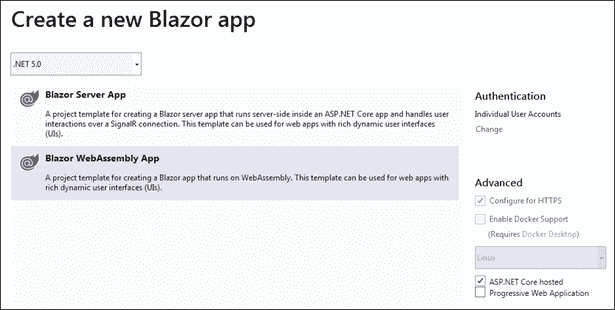 Create a new Blazor app
.NET 5.0
Blazor Server App
A project template for creating a Blazor server app that runs server-side inside an ASP.NET Core app and handles user
interactions over a SignalR connection. This template can be used for web apps with rich dynamic user interfaces
(UIs).
Blazor WebAssembly App
A project template for creating a Blazor app that runs on WebAssembly. This template can be used for web apps with
rich dynamic user interfaces (UIs).
Authentication
Individual User Accounts
Change
Advanced
Configure for HTTPS
Enable Docker Support
(Requires Docker Desktop)
Linux
ASP.NET Core hosted
Progressive Web Application